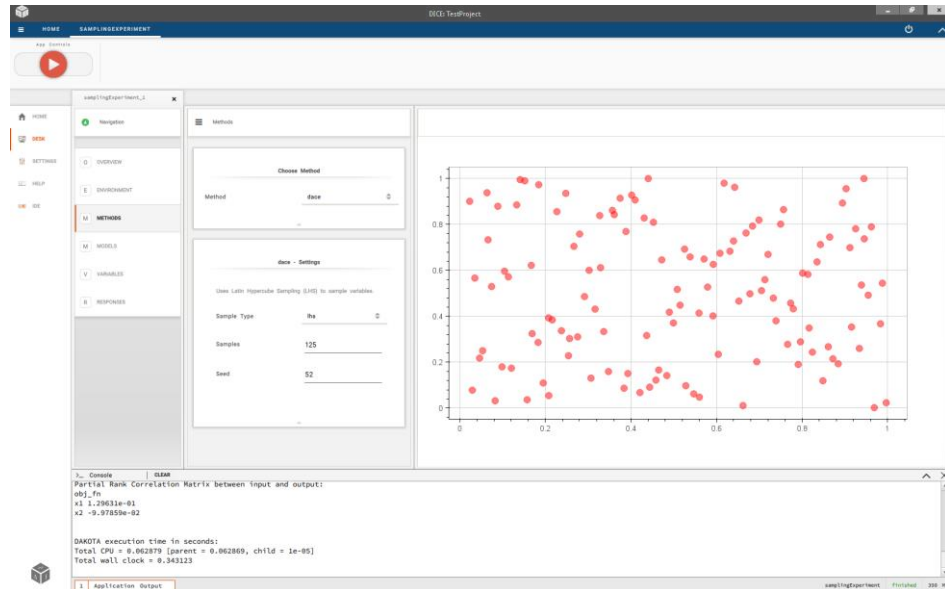 DICE: TestProject
HOME SAMPLINGEXPERIMENT
App Controls
samplingExperiment_1
HOME
DESK
SETTINGS
HELP
IDE
Navigation
O OVERVIEW
E ENVIRONMENT
M METHODS
M MODELS
V VARIABLES
R RESPONSES
Methods
Choose Method
Method dace
dace - Settings
Uses Latin Hypercube Sampling (LHS) to sample variables.
Sample Type lhs
Samples 125
Seed 52
1
0.8
0.6
0.4
0.2
0
0 0.2 0.4 0.6 0.8 1
>_ Console CLEAR
Partial Rank Correlation Matrix between input and output:
obj_fn
x1 1.29631e-01
x2 -9.97859e-02
DAKOTA execution time in seconds:
Total CPU = 0.062879 [parent = 0.062869, child = 1e-05]
Total wall clock = 0.343123
1 Application Output
samplingExperiment Finished 350 M